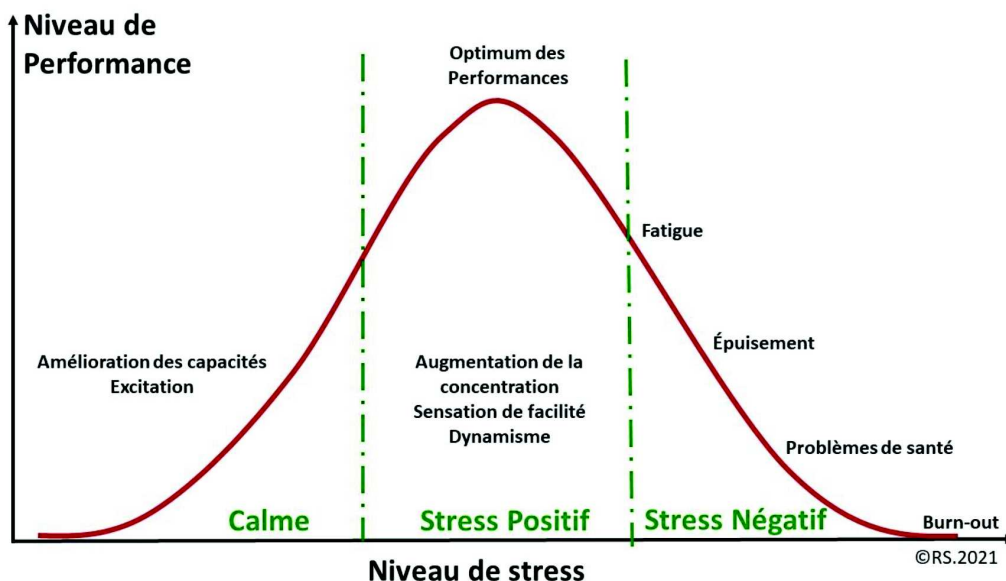 Niveau de
Performance
Optimum des
Performances
Fatigue
Épuisement
Amélioration des capacités
Excitation
Augmentation de la
concentration
Sensation de facilité
Dynamisme
Problèmes de santé
Calme
Stress Positif
Stress Négatif
Burn-out
©RS.2021
Niveau de stress